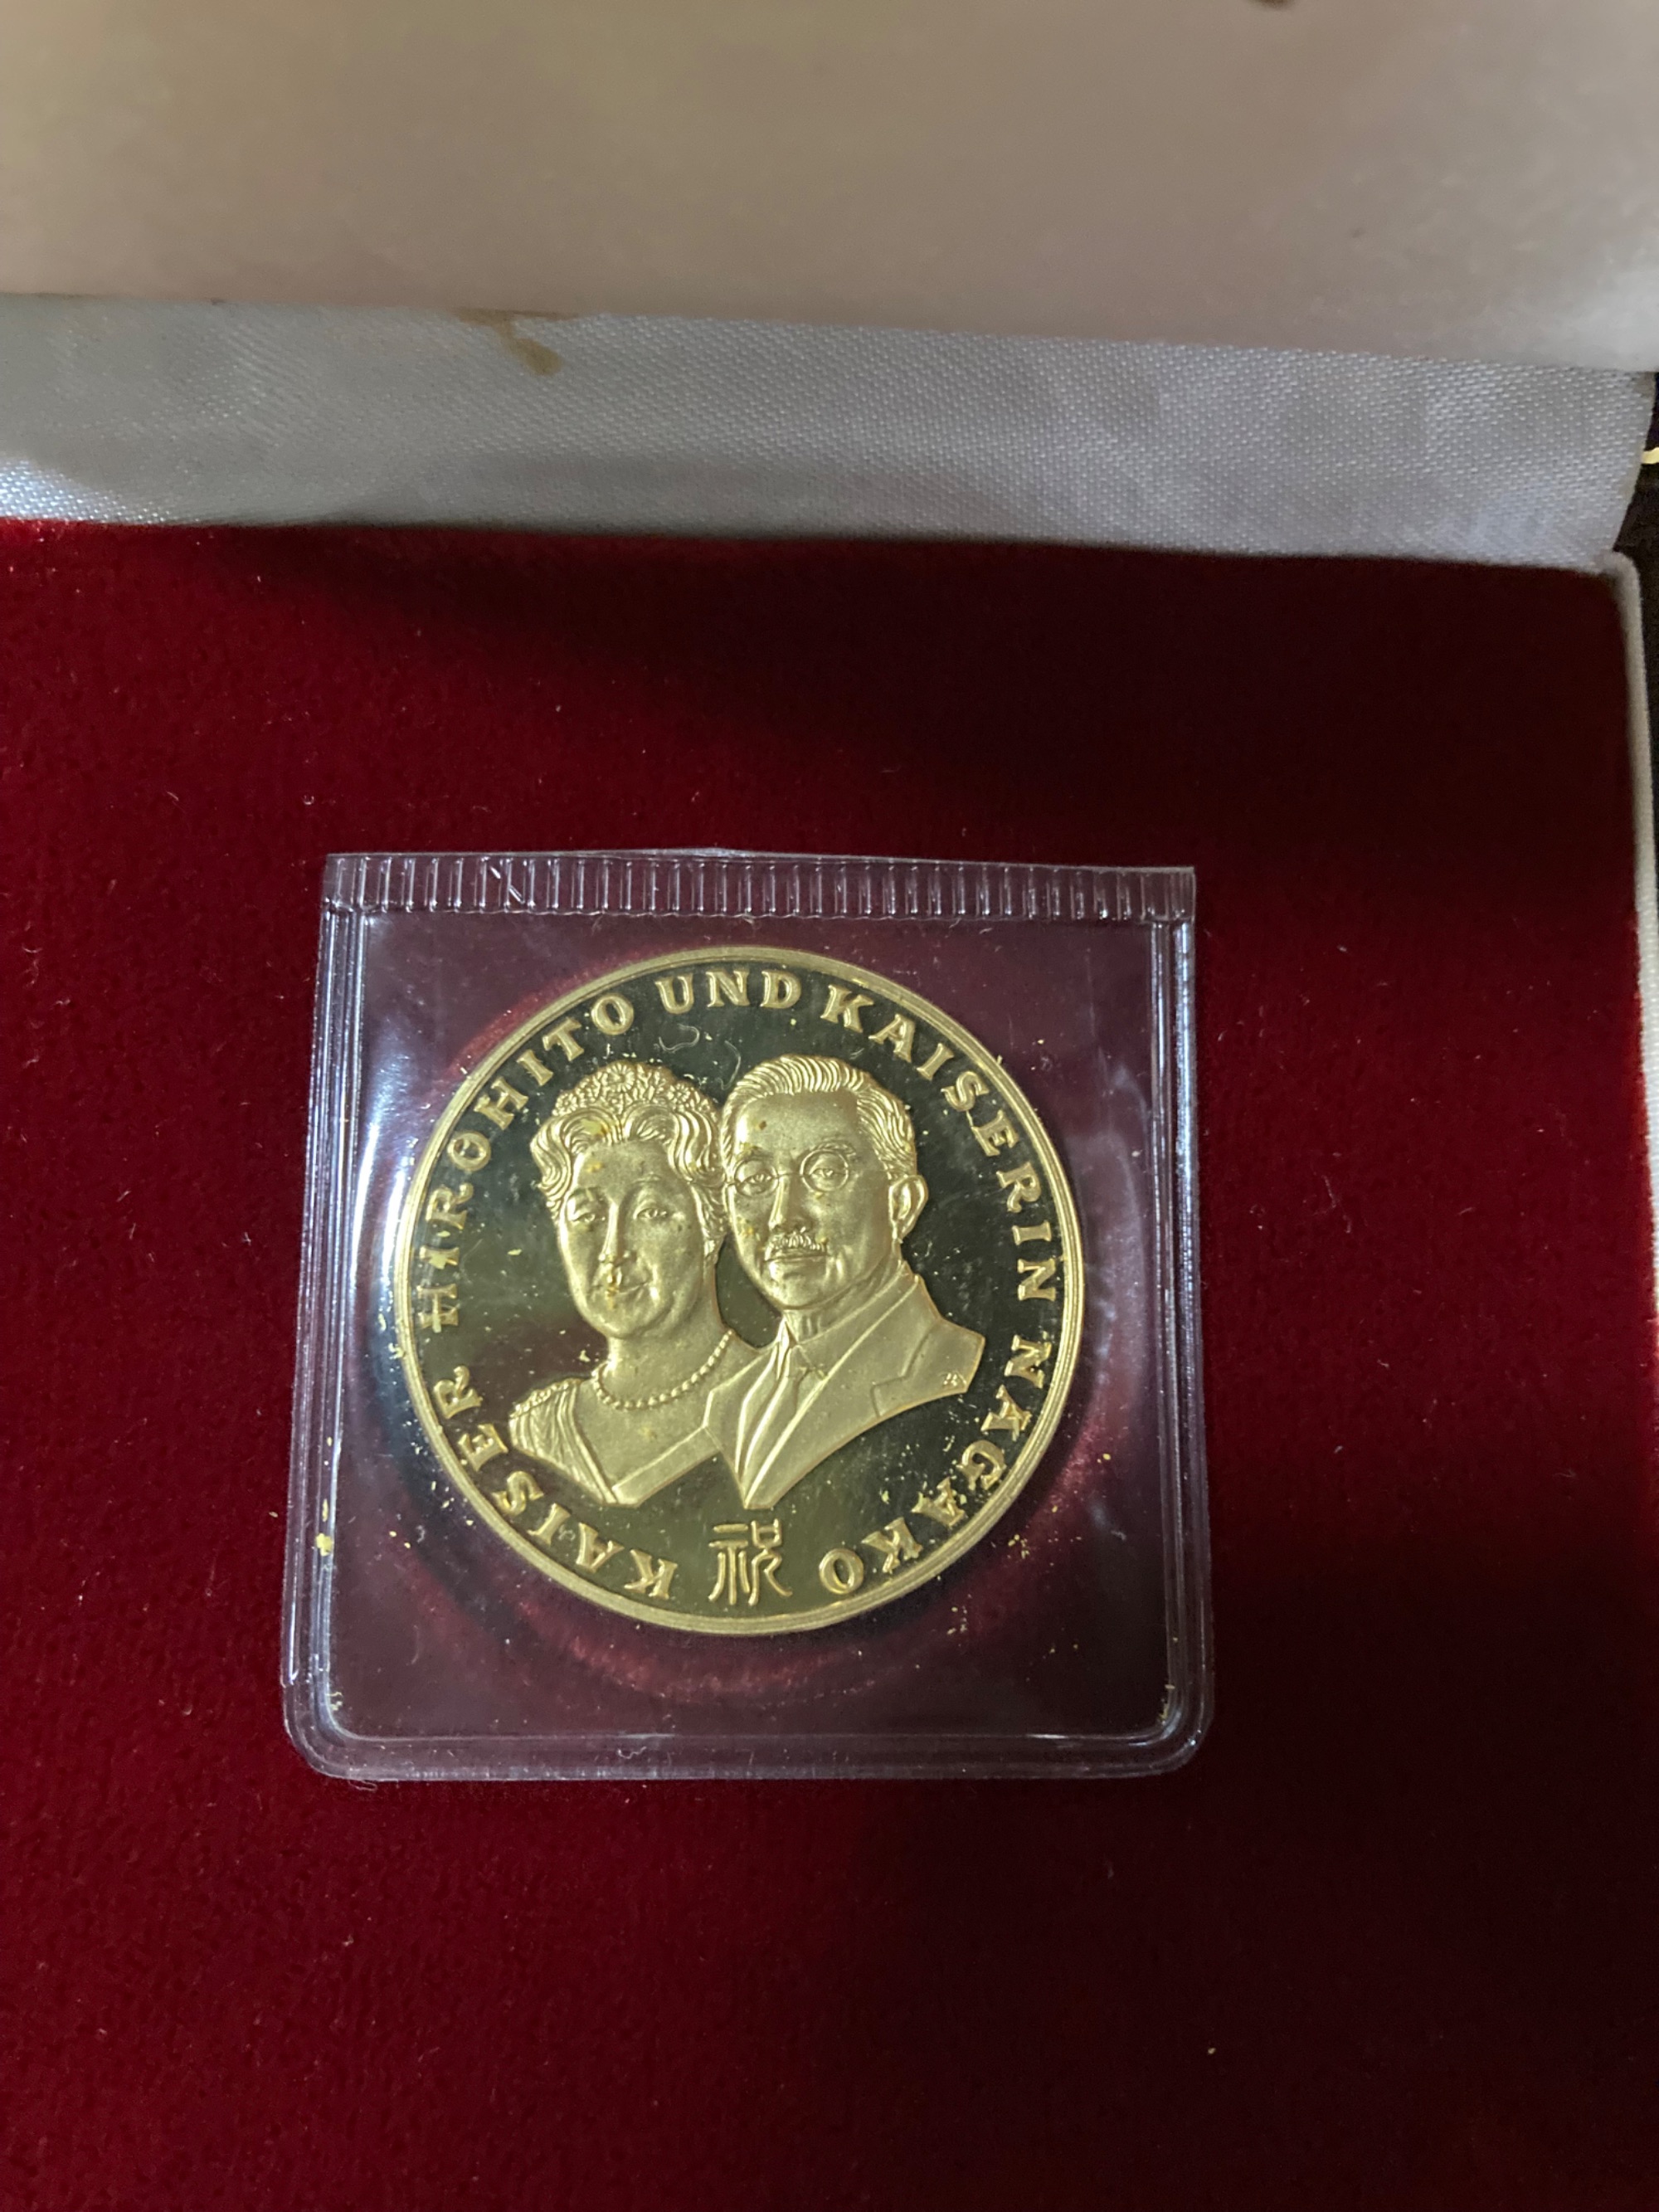 KAISER HIROHITO UND KAISERIN NAGAKO
祝